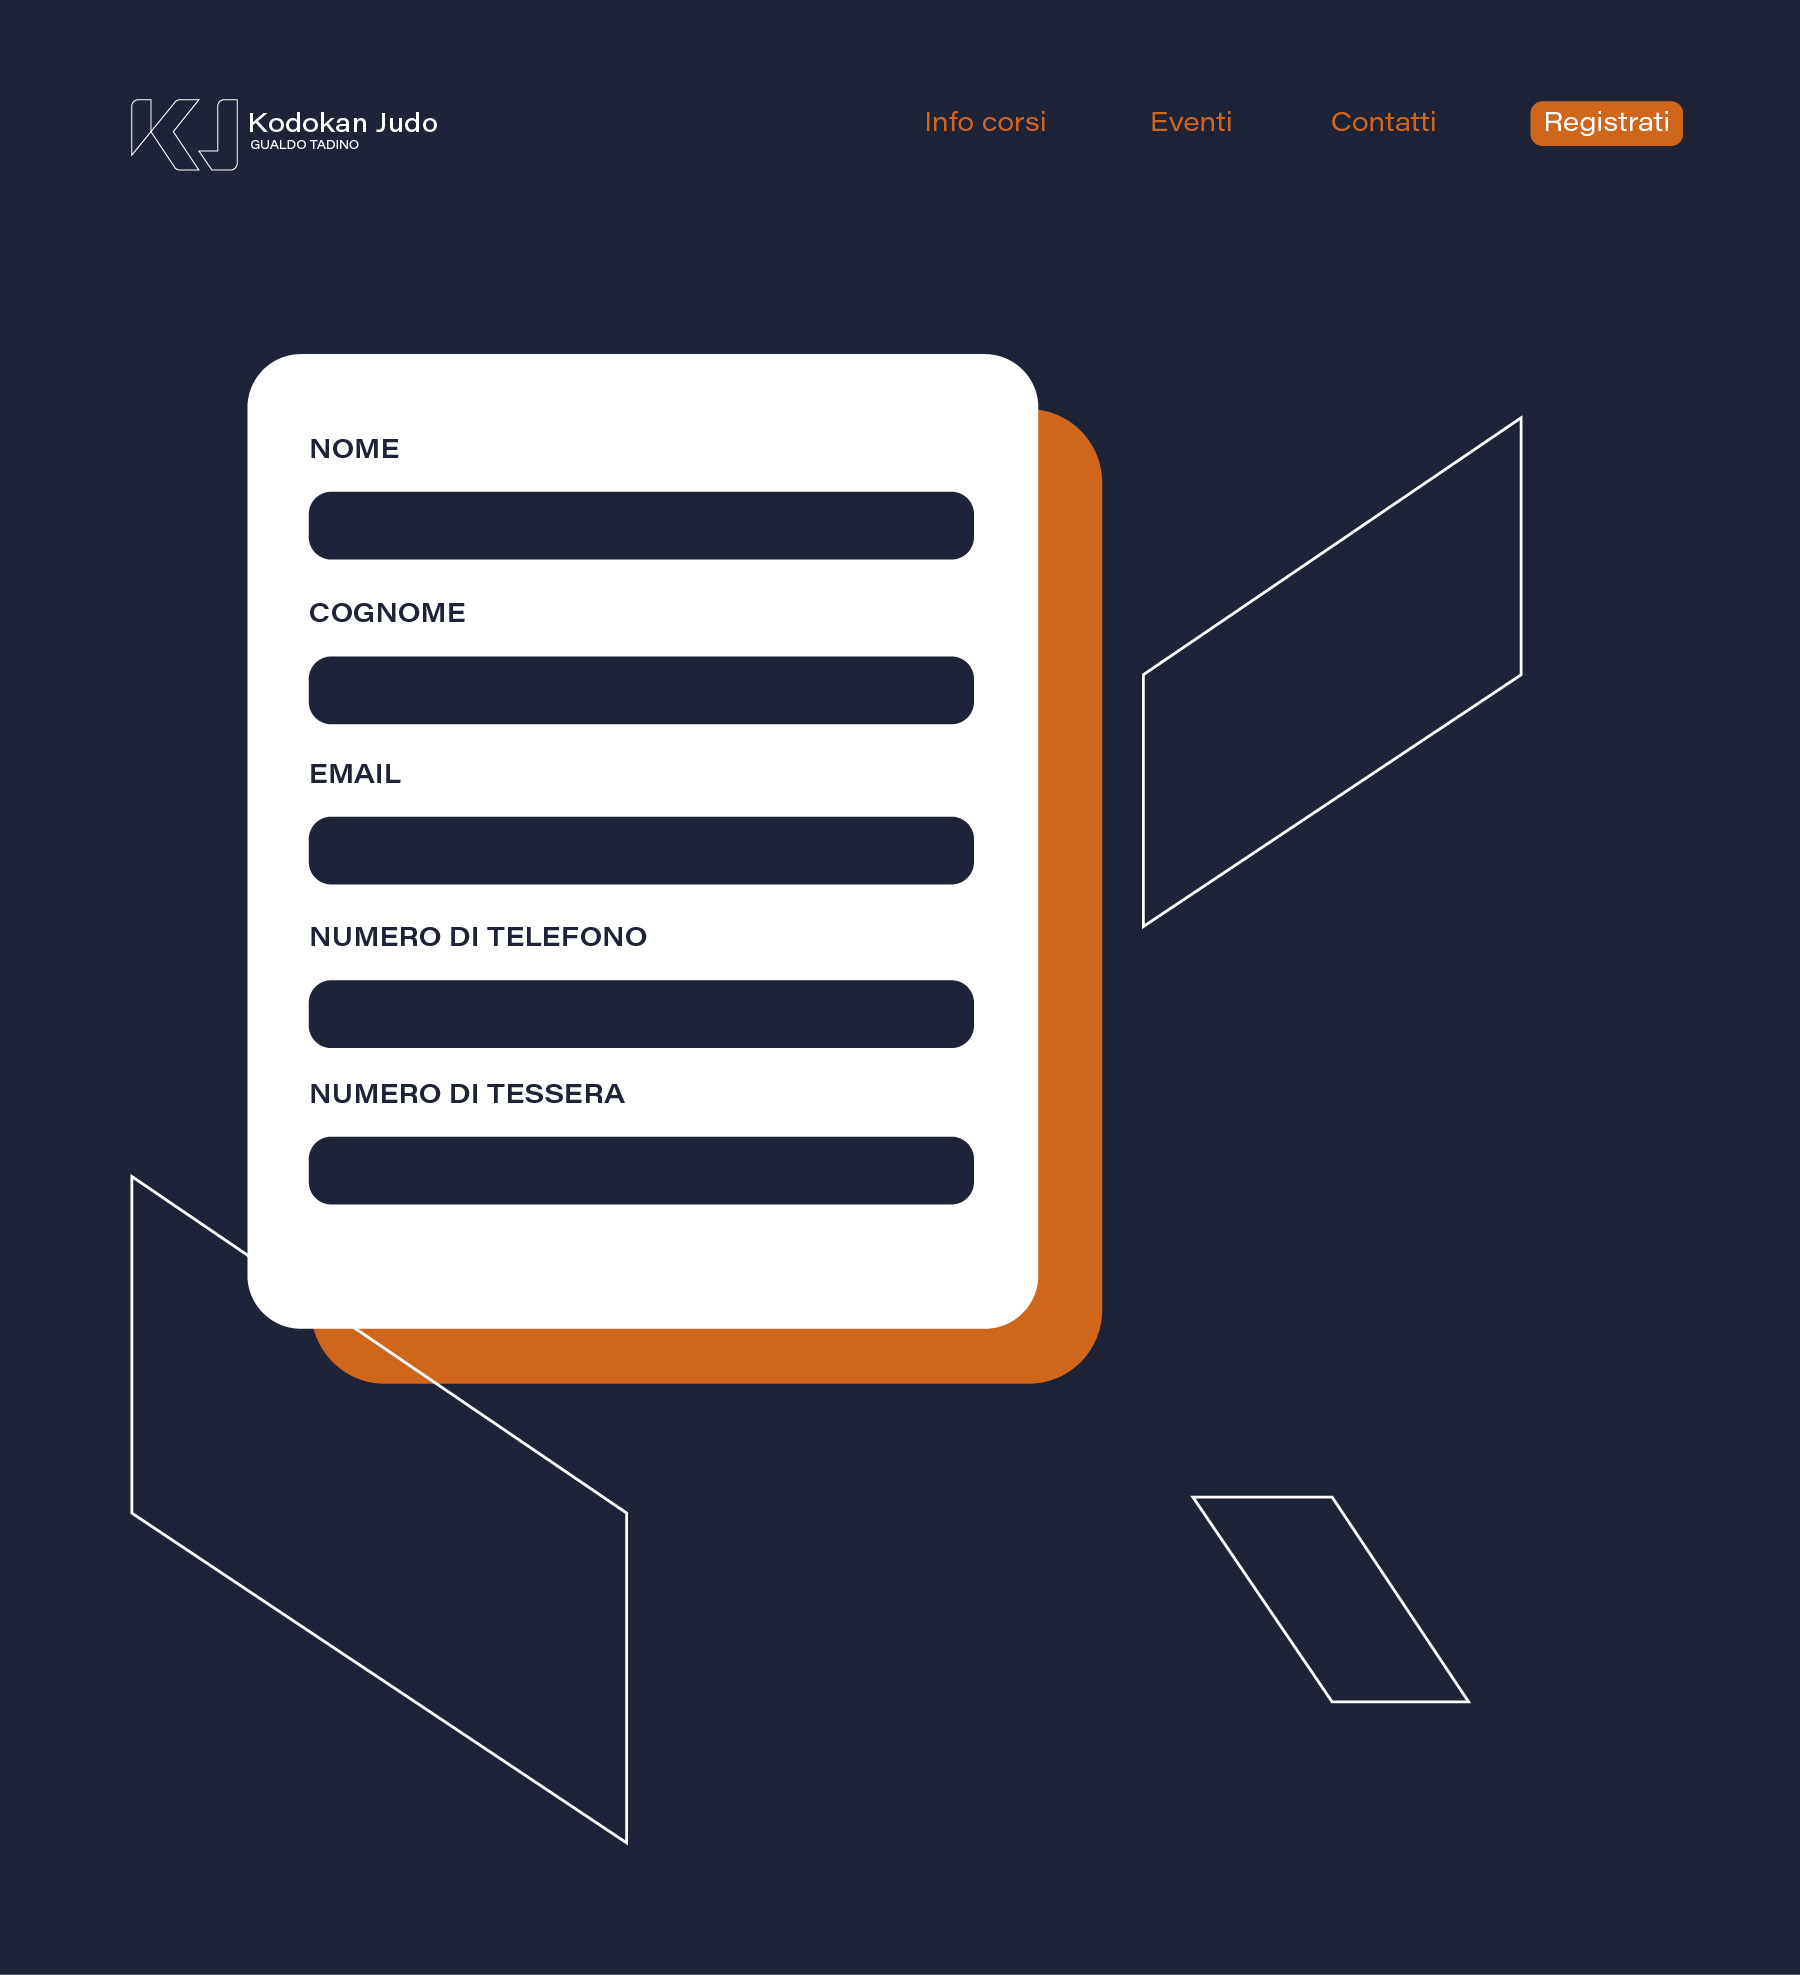 KJ
Kodokan Judo
GUALDO TADINO
Info corsi
Eventi
Contatti
Registrati
NOME
COGNOME
EMAIL
NUMERO DI TELEFONO
NUMERO DI TESSERA